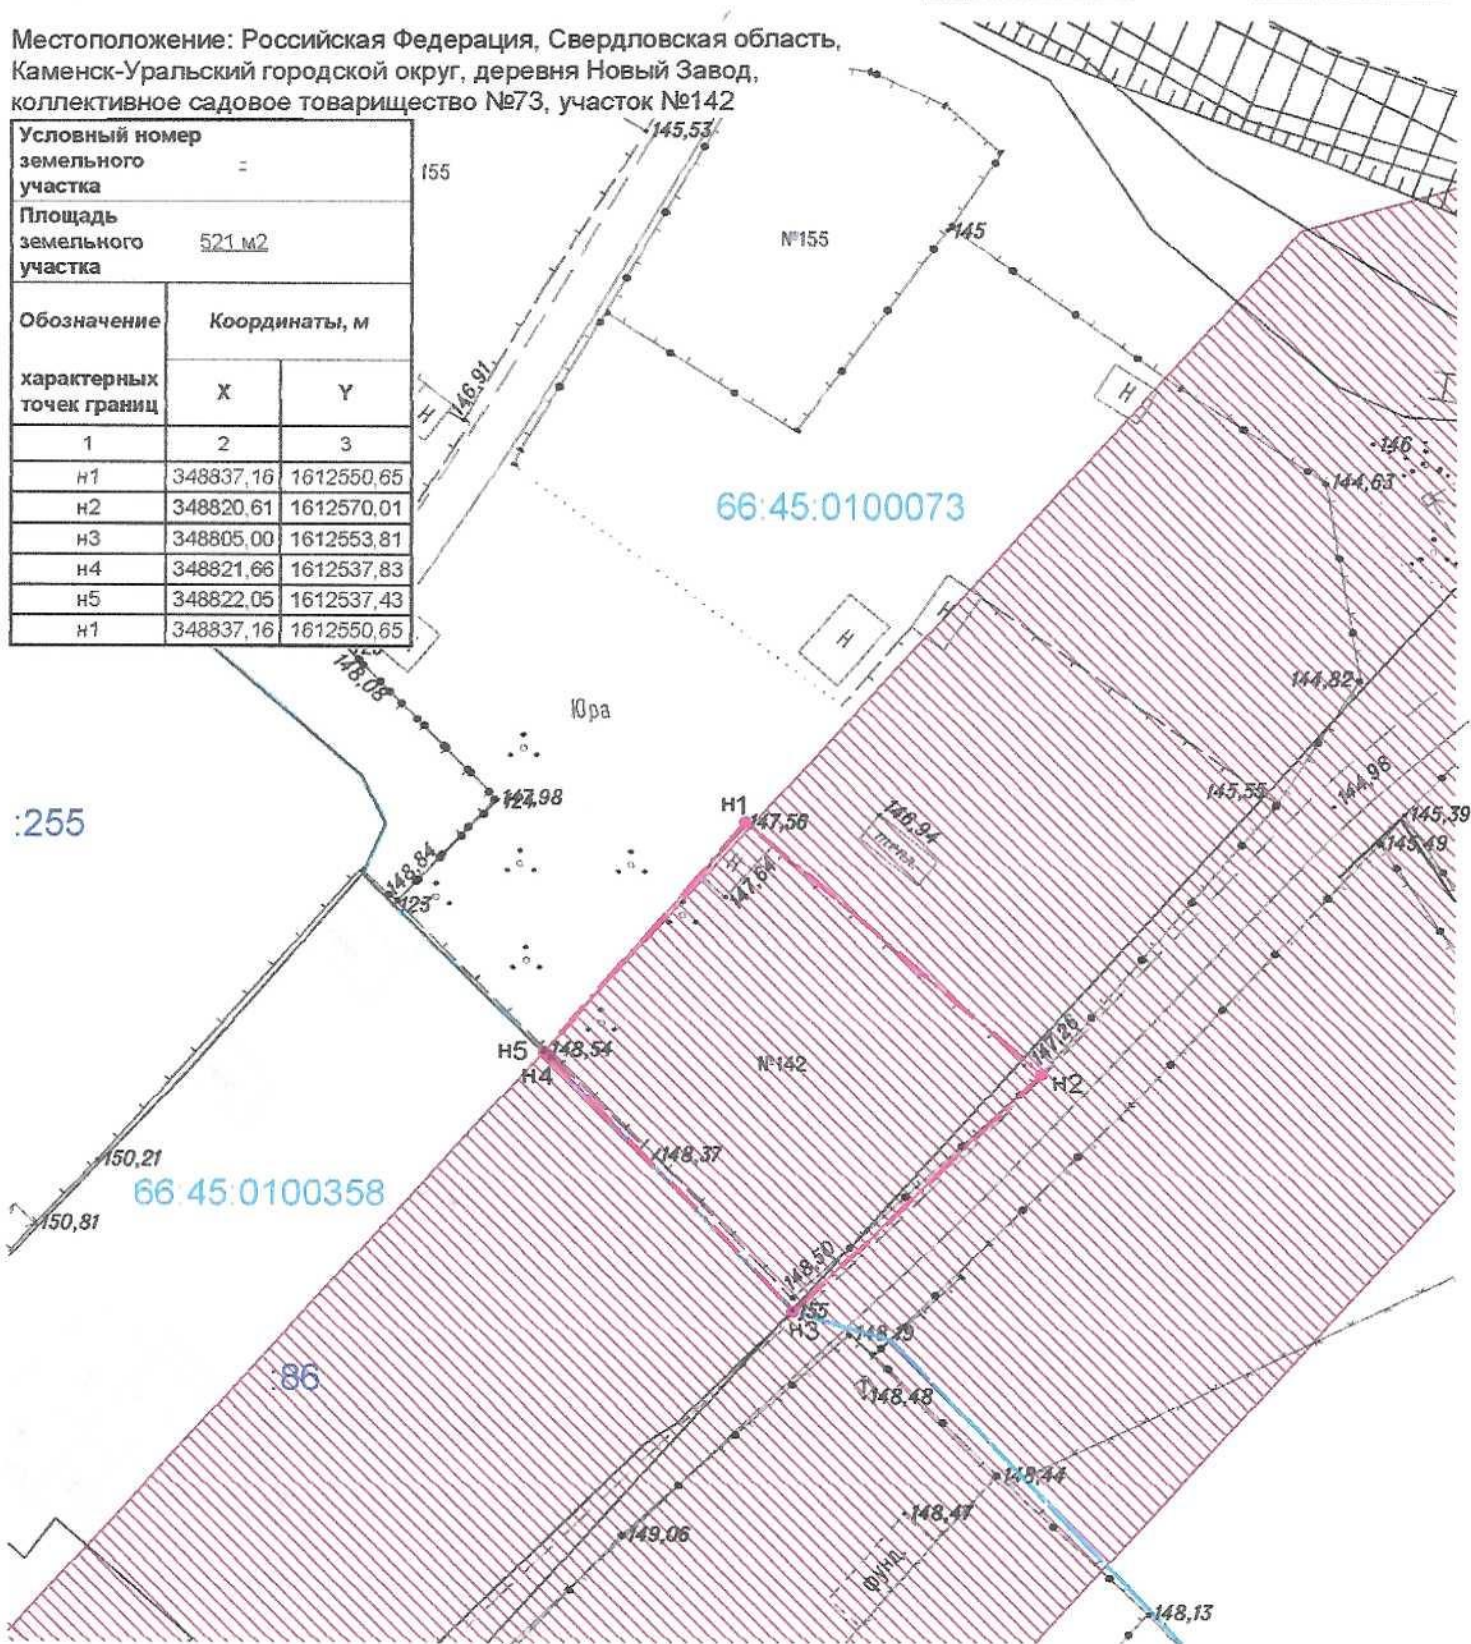 Местоположение: Российская Федерация, Свердловская область,
Каменск-Уральский городской округ, деревня Новый Завод,
коллективное садовое товарищество №73, участок №142
Условный номер
земельного
участка
-
Площадь
земельного
участка
521 м2
Обозначение
характерных
точек границ
Координаты, м
X
Y
1 2 3
н1 348837,16 1612550,65
н2 348820,61 1612570,01
н3 348805,00 1612553,81
н4 348821,66 1612537,83
н5 348822,05 1612537,43
н1 348837,16 1612550,65
145,53
155
№155
145
146,91
Н
Н
Н
146
144,63
66:45:0100073
Н
Н
148,08
144,82
Юра
144,98
147,98
145,55
:255
н1
147,56
146,94
тепл.
145,39
145,49
Н
147,64
148,84
123
147,26
н5
148,54
н4
№142
н2
148,37
150,21
66:45:0100358
150,81
148,50
155
н3
148,19
:86
148,48
148,44
148,47
149,06
фунд.
148,13